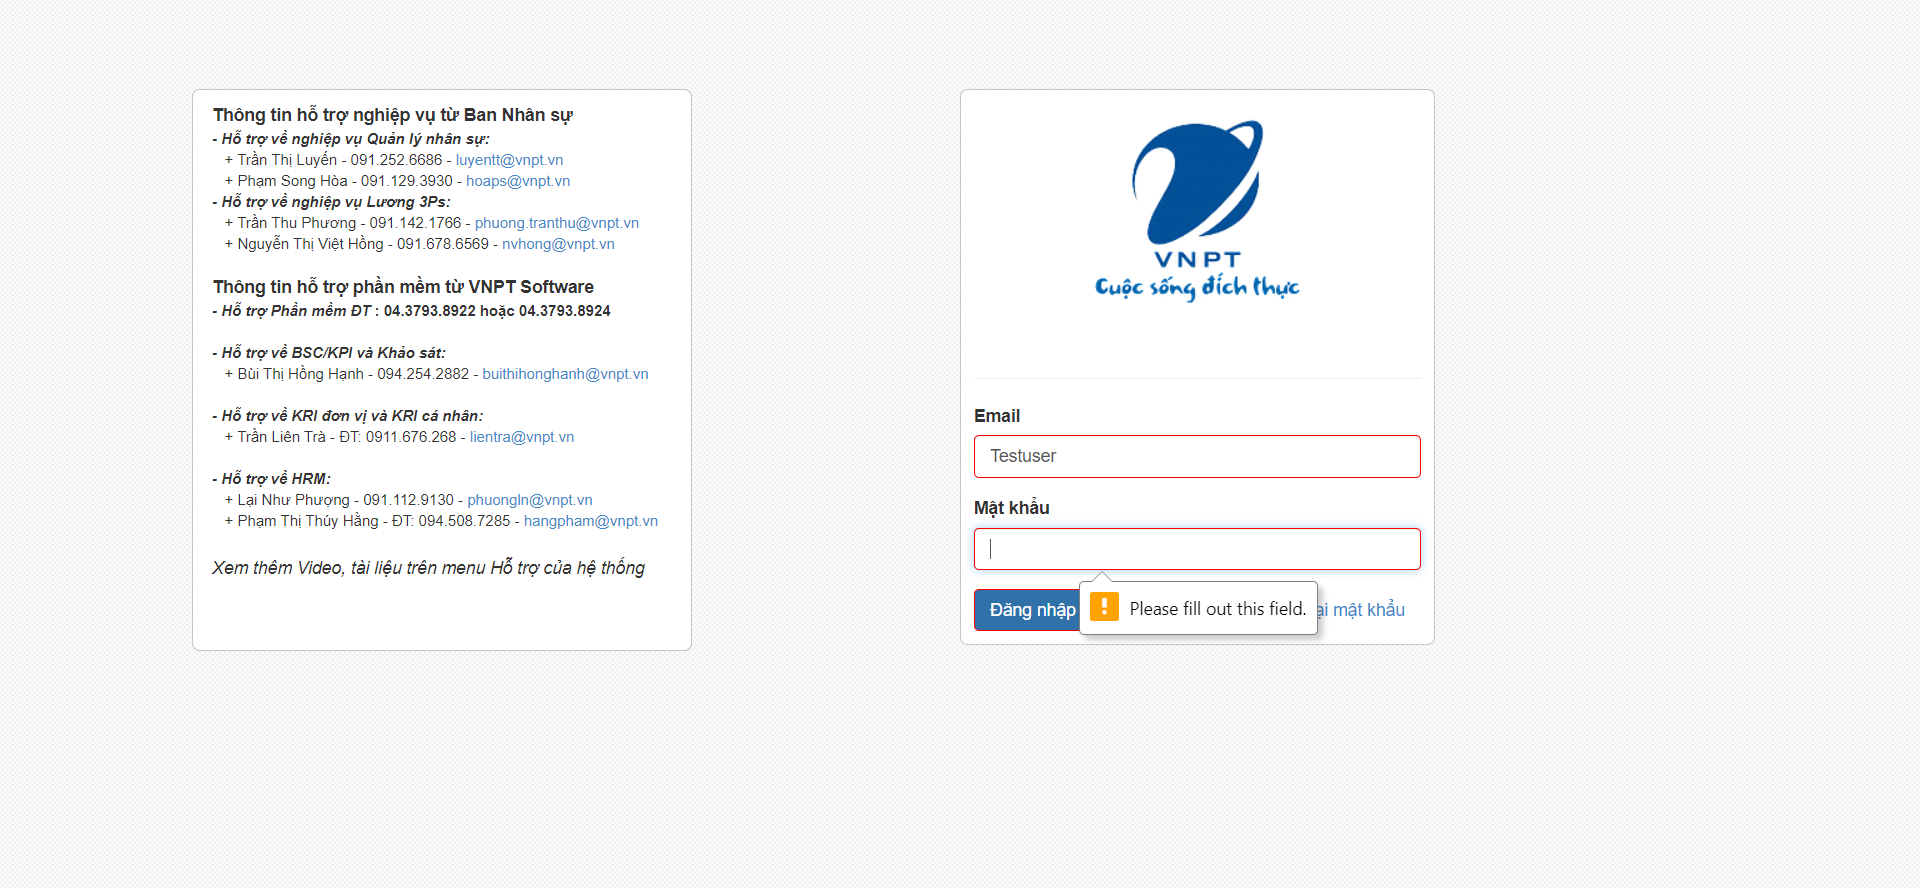 Thông tin hỗ trợ nghiệp vụ từ Ban Nhân sự
- Hỗ trợ về nghiệp vụ Quản lý nhân sự:
+ Trần Thị Luyến - 091.252.6686 - luyentt@vnpt.vn
+ Phạm Song Hòa - 091.129.3930 - hoaps@vnpt.vn
- Hỗ trợ về nghiệp vụ Lương 3Ps:
+ Trần Thu Phương - 091.142.1766 - phuong.tranthu@vnpt.vn
+ Nguyễn Thị Việt Hồng - 091.678.6569 - nvhong@vnpt.vn
Thông tin hỗ trợ phần mềm từ VNPT Software
- Hỗ trợ Phần mềm ĐT : 04.3793.8922 hoặc 04.3793.8924
- Hỗ trợ về BSC/KPI và Khảo sát:
+ Bùi Thị Hồng Hạnh - 094.254.2882 - buithihonghanh@vnpt.vn
- Hỗ trợ về KRI đơn vị và KRI cá nhân:
+ Trần Liên Trà - ĐT: 0911.676.268 - lientra@vnpt.vn
- Hỗ trợ về HRM:
+ Lại Như Phượng - 091.112.9130 - phuongln@vnpt.vn
+ Phạm Thị Thúy Hằng - ĐT: 094.508.7285 - hangpham@vnpt.vn
Xem thêm Video, tài liệu trên menu Hỗ trợ của hệ thống
VNPT
Cuộc sống đích thực
Email
Testuser
Mật khẩu
Đăng nhập
Please fill out this field.
mật khẩu